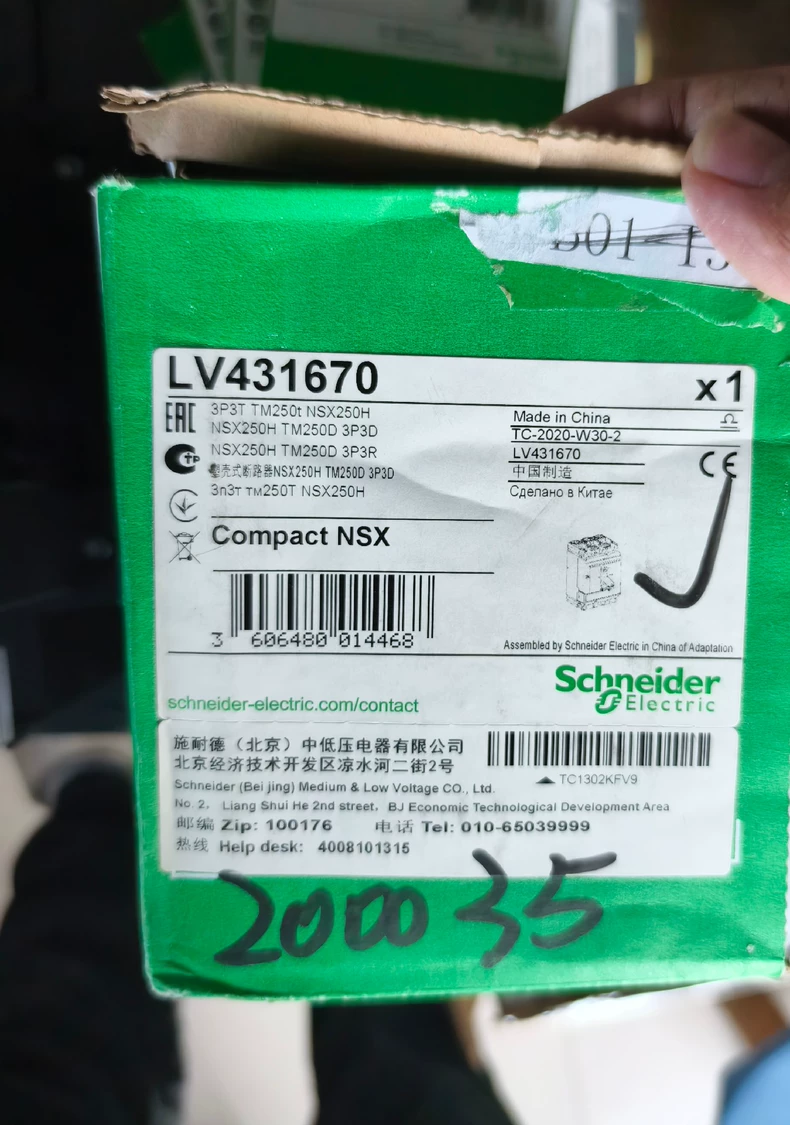 LV431670
x1
3P3T TM250t NSX250H
NSX250H TM250D 3P3D
NSX250H TM250D 3P3R
塑壳式断路器NSX250H TM250D 3P3D
3п3т тм250Т NSX250H
EAC
Made in China
TC-2020-W30-2
LV431670
中国制造
Сделано в Китае
CE
Compact NSX
3 606480 014468
Assembled by Schneider Electric in China of Adaptation
schneider-electric.com/contact
Schneider
Electric
施耐德（北京）中低压电器有限公司
北京经济技术开发区凉水河二街2号
TC1302KFV9
Schneider (Bei jing) Medium & Low Voltage CO., Ltd.
No. 2, Liang Shui He 2nd street, BJ Economic Technological Development Area
邮编 Zip: 100176 电话 Tel: 010-65039999
热线 Help desk: 4008101315
200035